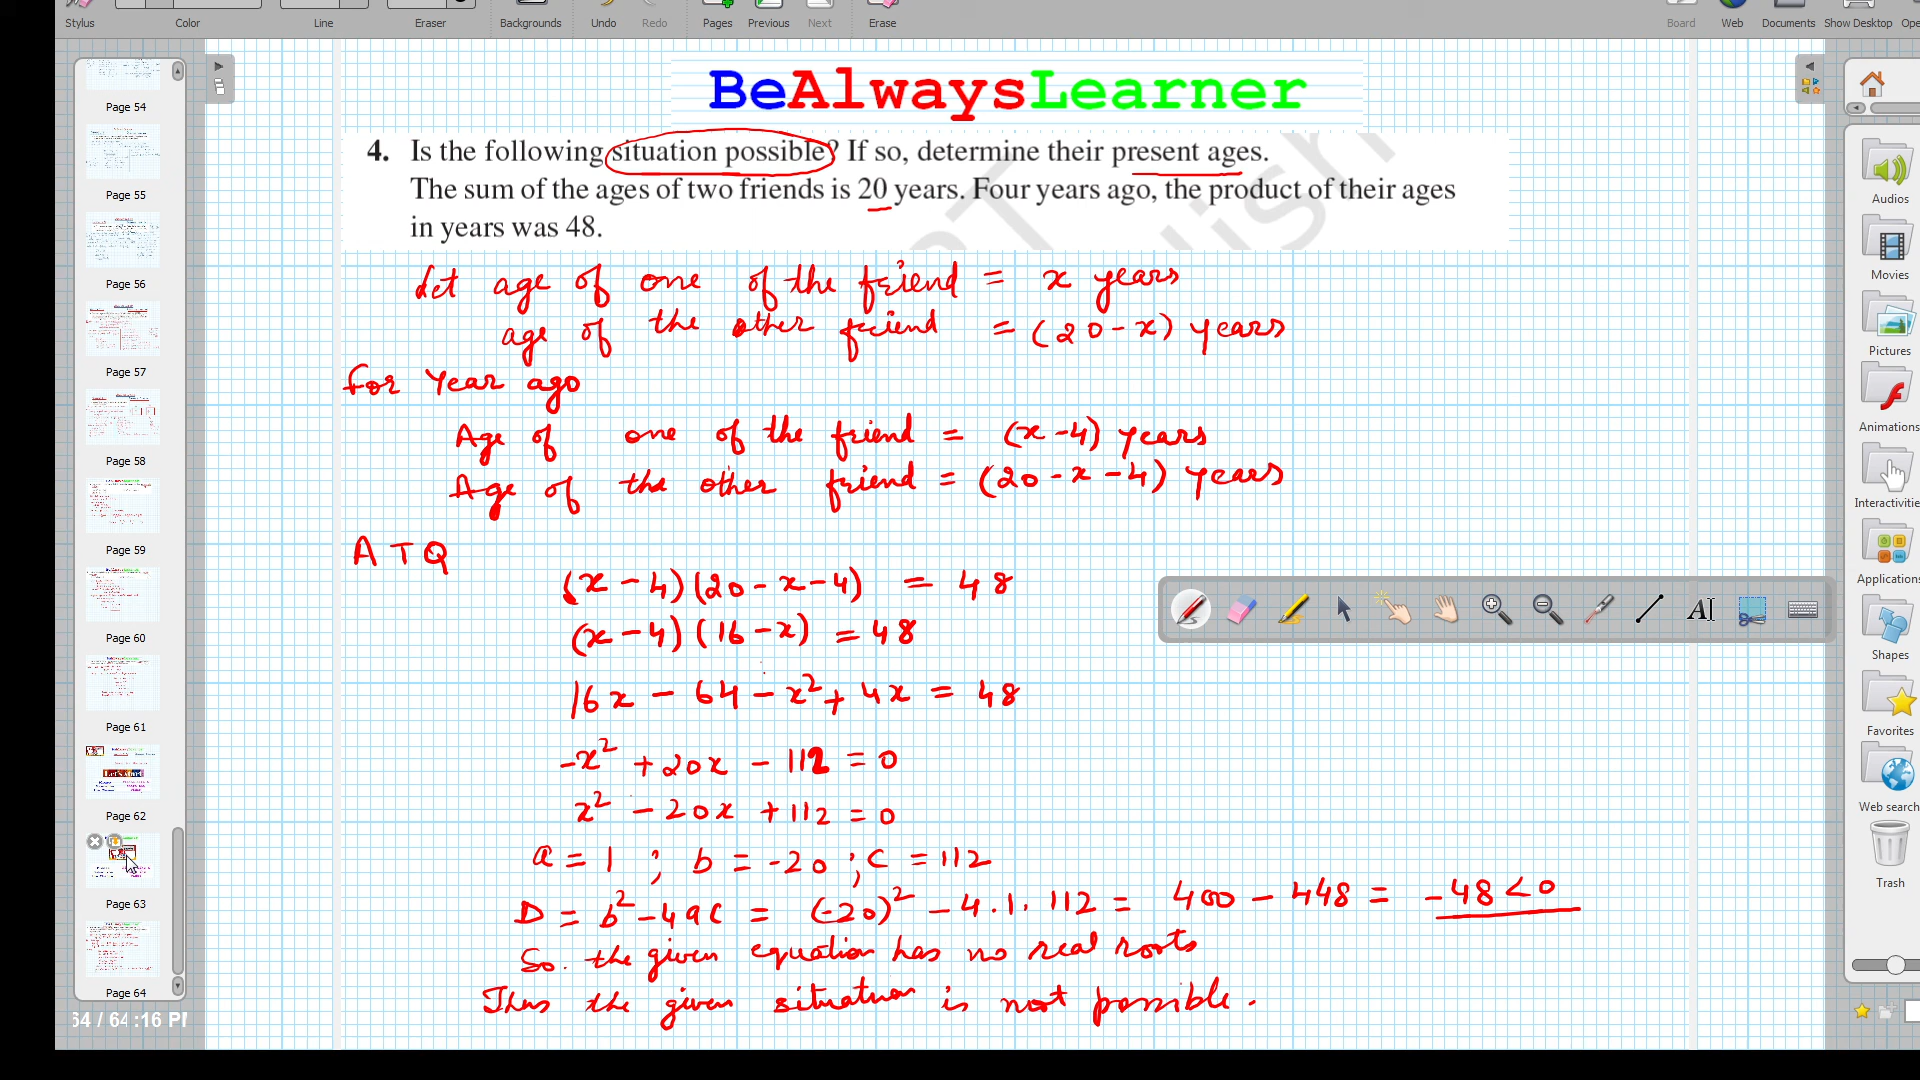 Stylus Color Line Eraser Backgrounds Undo Redo Pages Previous Next Erase Board Web Documents Show Desktop
Page 54
Page 55
Page 56
Page 57
Page 58
Page 59
Page 60
Page 61
Page 62
Page 63
Page 64
BeAlwaysLearner
4. Is the following situation possible? If so, determine their present ages.
The sum of the ages of two friends is 20 years. Four years ago, the product of their ages
in years was 48.
Let age of one of the friend = x years
age of the other friend = (20-x) years
For Year ago
Age of one of the friend = (x-4) years
Age of the other friend = (20-x-4) years
ATQ
(x-4)(20-x-4) = 48
(x-4)(16-x) = 48
16x - 64 - x² + 4x = 48
-x² + 20x - 112 = 0
x² - 20x + 112 = 0
a = 1 ; b = -20 ; c = 112
D = b² - 4ac = (-20)² - 4.1.112 = 400 - 448 = -48 < 0
So. the given equation has no real roots
Thus the given situation is not possible.
Audios
Movies
Pictures
Animations
Applications
Shapes
Favorites
Web search
Trash